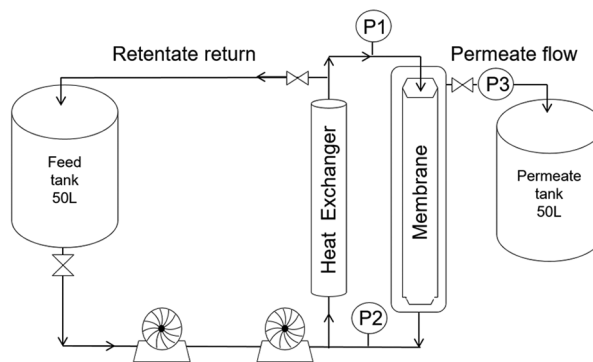 P1
Retentate return
Permeate flow
P3
Feed
tank
50L
Heat Exchanger
Membrane
Permeate
tank
50L
P2